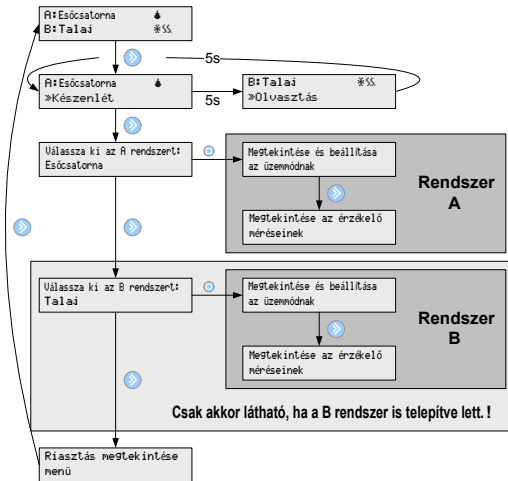 A:Esőcsatorna
B:Talaj
5s
A:Esőcsatorna
»Készenlét
5s
B:Talaj
»Olvasztás
Válassza ki az A rendszert:
Esőcsatorna
Megtekintése és beállítása
az üzemmódnak
Megtekintése az érzékelő
méréseinek
Rendszer
A
Válassza ki az B rendszert:
Talaj
Megtekintése és beállítása
az üzemmódnak
Megtekintése az érzékelő
méréseinek
Rendszer
B
Csak akkor látható, ha a B rendszer is telepítve lett. !
Riasztás megtekintése
menü